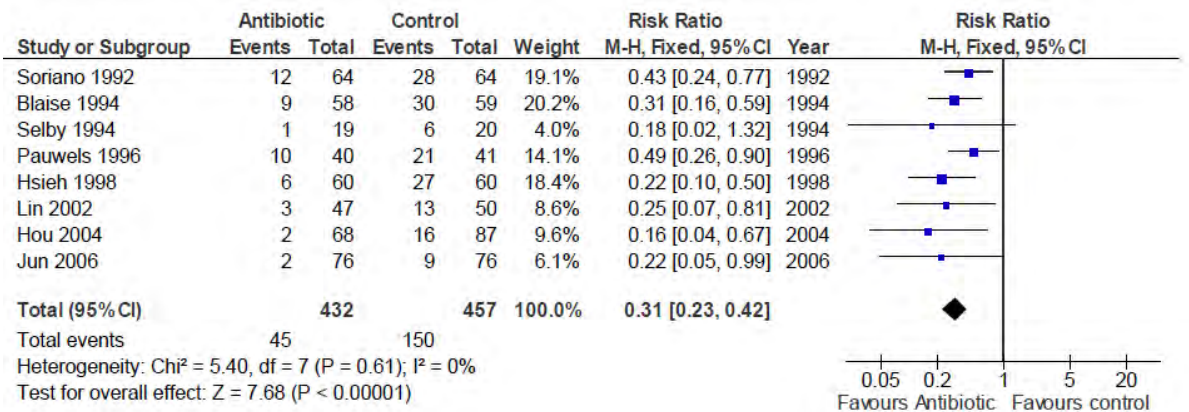 Antibiotic Control Risk Ratio Risk Ratio
Study or Subgroup Events Total Events Total Weight M-H, Fixed, 95% CI Year M-H, Fixed, 95% CI
Soriano 1992 12 64 28 64 19.1% 0.43 [0.24, 0.77] 1992
Blaise 1994 9 58 30 59 20.2% 0.31 [0.16, 0.59] 1994
Selby 1994 1 19 6 20 4.0% 0.18 [0.02, 1.32] 1994
Pauwels 1996 10 40 21 41 14.1% 0.49 [0.26, 0.90] 1996
Hsieh 1998 6 60 27 60 18.4% 0.22 [0.10, 0.50] 1998
Lin 2002 3 47 13 50 8.6% 0.25 [0.07, 0.81] 2002
Hou 2004 2 68 16 87 9.6% 0.16 [0.04, 0.67] 2004
Jun 2006 2 76 9 76 6.1% 0.22 [0.05, 0.99] 2006
Total (95% CI) 432 457 100.0% 0.31 [0.23, 0.42]
Total events 45 150
Heterogeneity: Chi² = 5.40, df = 7 (P = 0.61); I² = 0%
Test for overall effect: Z = 7.68 (P < 0.00001)
0.05 0.2 1 5 20
Favours Antibiotic Favours control